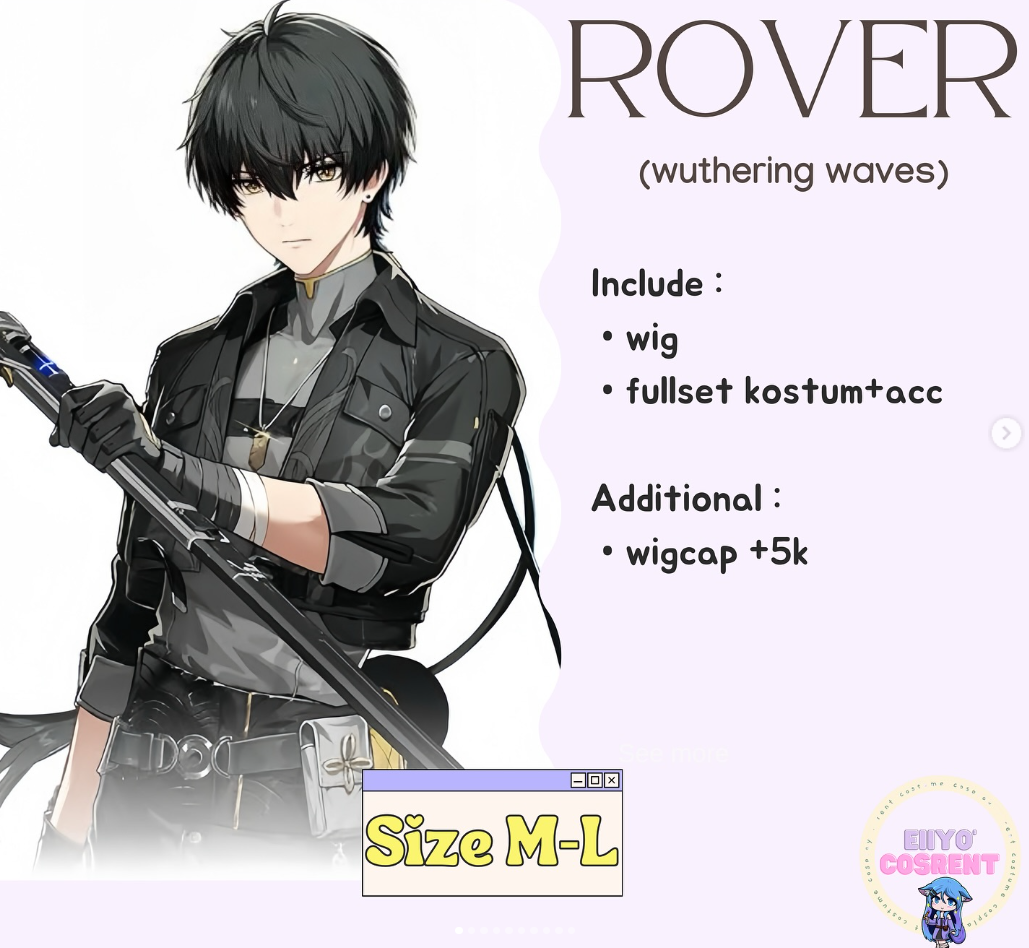 ROVER
(wuthering waves)
Include :
• wig
• fullset kostum+acc
Additional :
• wigcap +5k
See more
Size M-L
EIIYO'
COSRENT